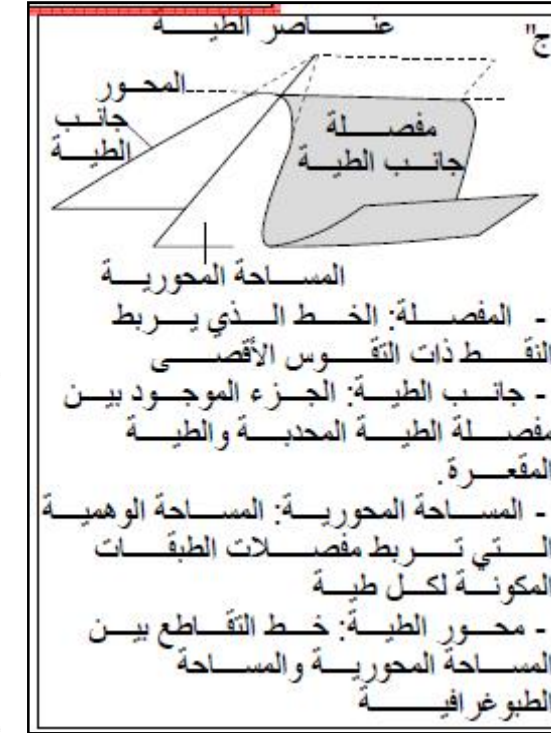 ج" عناصر الطية
المحور
جانب
الطية
مفصلة
جانب الطية
المساحة المحورية
- المفصلة: الخط الذي يربط
النقط ذات التقوس الأقصى
- جانب الطية: الجزء الموجود بين
مفصلة الطية المحدبة والطية
المقعرة.
- المساحة المحورية: المساحة الوهمية
التي تربط مفصلات الطبقات
المكونة لكل طية
- محور الطية: خط التقاطع بين
المساحة المحورية والمساحة
الطبوغرافية